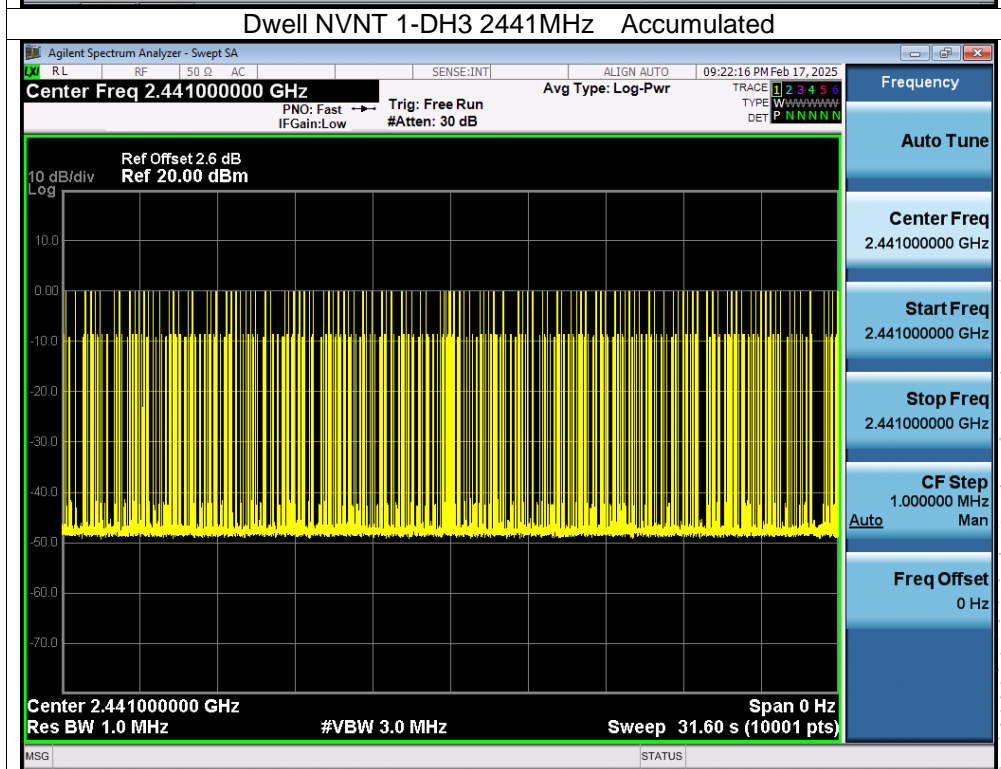 Dwell NVNT 1-DH3 2441MHz Accumulated
Agilent Spectrum Analyzer - Swept SA
LXI RL RF 50 Ω AC SENSE:INT ALIGN AUTO 09:22:16 PM Feb 17, 2025
Center Freq 2.441000000 GHz
PNO: Fast
IFGain:Low
Trig: Free Run
#Atten: 30 dB
Avg Type: Log-Pwr
TRACE 1 2 3 4 5 6
TYPE WWWWWWW
DET P N N N N N
Frequency
Auto Tune
Center Freq
2.441000000 GHz
Start Freq
2.441000000 GHz
Stop Freq
2.441000000 GHz
CF Step
1.000000 MHz
Auto Man
Freq Offset
0 Hz
Ref Offset 2.6 dB
10 dB/div Ref 20.00 dBm
Log
10.0
0.00
-10.0
-20.0
-30.0
-40.0
-50.0
-60.0
-70.0
Center 2.441000000 GHz Span 0 Hz
Res BW 1.0 MHz #VBW 3.0 MHz Sweep 31.60 s (10001 pts)
MSG STATUS